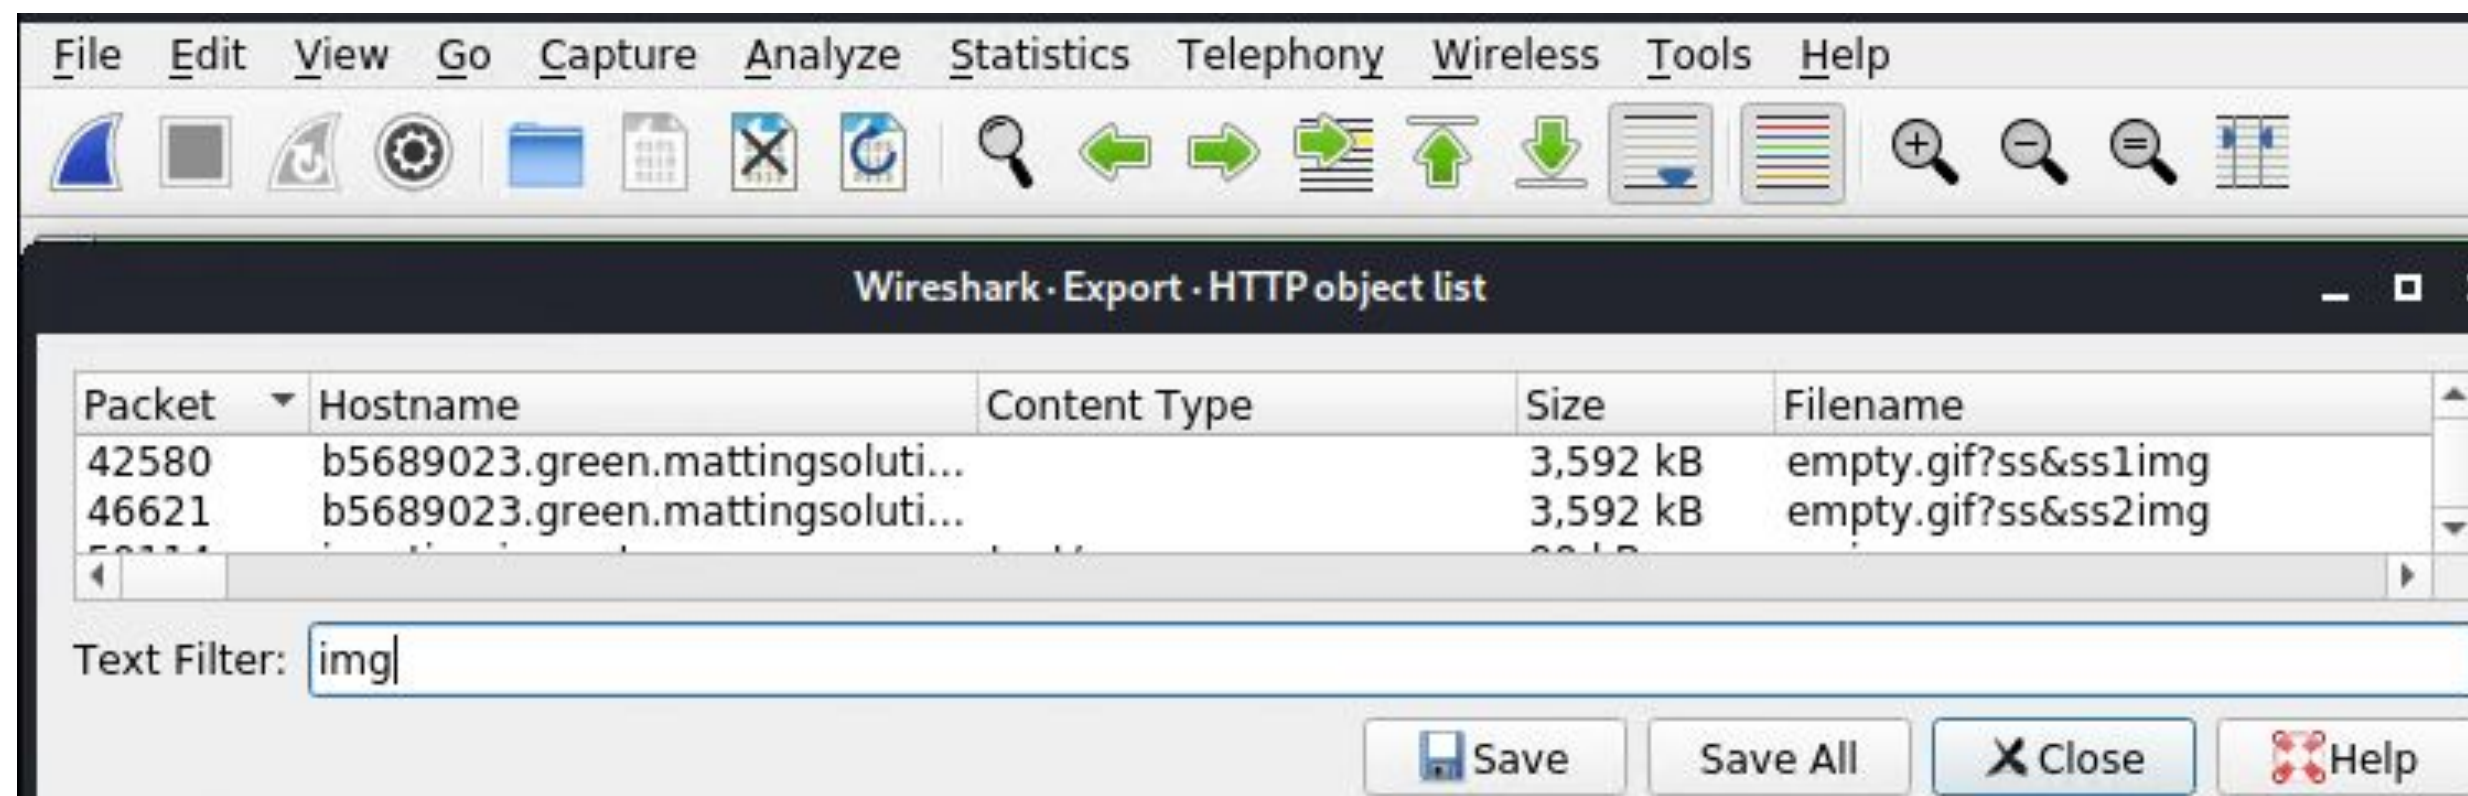 File Edit View Go Capture Analyze Statistics Telephony Wireless Tools Help
Wireshark · Export · HTTP object list
Packet Hostname Content Type Size Filename
42580 b5689023.green.mattingsoluti... 3,592 kB empty.gif?ss&ss1img
46621 b5689023.green.mattingsoluti... 3,592 kB empty.gif?ss&ss2img
Text Filter: img
Save Save All Close Help